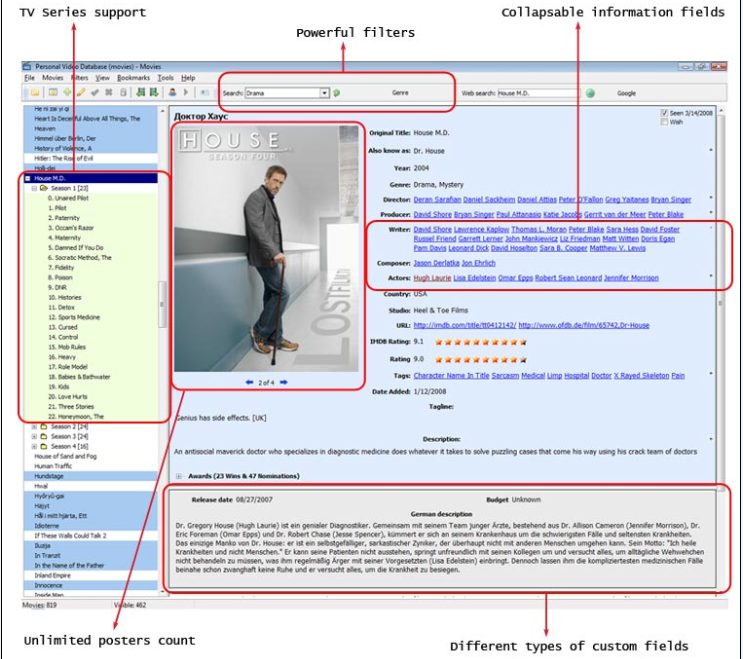 TV Series support
Collapsable information fields
Powerful filters
Personal Video Database (movies) - Movies
File Movies Filters View Bookmarks Tools Help
Search: Drama Genre Web search: House M.D. Google
He ni zai yi qi
Heart Is Deceitful Above All Things, The
Heaven
Himmel über Berlin, Der
History of Violence, A
Hitler: The Rise of Evil
Holli-dei
House M.D.
Season 1 [23]
0. Unaired Pilot
1. Pilot
2. Paternity
3. Occam's Razor
4. Maternity
5. Damned If You Do
6. Socratic Method, The
7. Fidelity
8. Poison
9. DNR
10. Histories
11. Detox
12. Sports Medicine
13. Cursed
14. Control
15. Mob Rules
16. Heavy
17. Role Model
18. Babies & Bathwater
19. Kids
20. Love Hurts
21. Three Stories
22. Honeymoon, The
Season 2 [24]
Season 3 [24]
Season 4 [16]
House of Sand and Fog
Human Traffic
Hundstage
Hwal
Hydryû-gai
Håjyt
Hål i mitt hjärta, Ett
Idioterne
If These Walls Could Talk 2
Iluzija
In Tranzit
In the Name of the Father
Inland Empire
Innocence
Inside Man
Movies: 819 Visible: 462
Доктор Хаус
Seen 3/14/2008
Wish
HOUSE
SEASON FOUR
LOSTFILM
2 of 4
Original Title: House M.D.
Also known as: Dr. House
Year: 2004
Genre: Drama, Mystery
Director: Deran Sarafian Daniel Sackheim Daniel Attias Peter O'Fallon Greg Yaitanes Bryan Singer
Producer: David Shore Bryan Singer Paul Attanasio Katie Jacobs Gerrit van der Meer Peter Blake
Writer: David Shore Lawrence Kaplow Thomas L. Moran Peter Blake Sara Hess David Foster
Russel Friend Garrett Lerner John Mankiewicz Liz Friedman Matt Witten Doris Egan
Pam Davis Leonard Dick David Hoselton Sara B. Cooper Matthew V. Lewis
Composer: Jason Derlatka Jon Ehrlich
Actors: Hugh Laurie Lisa Edelstein Omar Epps Robert Sean Leonard Jennifer Morrison
Country: USA
Studio: Heel & Toe Films
URL: http://imdb.com/title/tt0412142/ http://www.ofdb.de/film/65742,Dr-House
IMDB Rating: 9.1
Rating 9.0
Tags: Character Name In Title Sarcasm Medical Limp Hospital Doctor X Rayed Skeleton Pain
Date Added: 1/12/2008
Tagline:
Genius has side effects. [UK]
Description:
An antisocial maverick doctor who specializes in diagnostic medicine does whatever it takes to solve puzzling cases that come his way using his crack team of doctors
Awards (23 Wins & 47 Nominations)
Release date 08/27/2007 Budget Unknown
German description
Dr. Gregory House (Hugh Laurie) ist ein genialer Diagnostiker. Gemeinsam mit seinem Team junger Ärzte, bestehend aus Dr. Allison Cameron (Jennifer Morrison), Dr.
Eric Foreman (Omar Epps) und Dr. Robert Chase (Jesse Spencer), kümmert er sich an seinem Krankenhaus um die schwierigsten Fälle und seltensten Krankheiten.
Das einzige Manko von Dr. House: er ist ein selbstgefälliger, sarkastischer Zyniker, der überhaupt nicht mit anderen Menschen umgehen kann. Sein Motto: "Ich heile
Krankheiten und nicht Menschen." Er kann seine Patienten nicht ausstehen, springt unfreundlich mit seinen Kollegen um und versucht alles, um alltägliche Wehwehchen
nicht behandeln zu müssen, was ihm regelmäßig Ärger mit seiner Vorgesetzten (Lisa Edelstein) einbringt. Dennoch lassen ihm die kompliziertesten medizinischen Fälle
beinahe schon zwanghaft keine Ruhe und er versucht alles, um die Krankheit zu besiegen.
Unlimited posters count
Different types of custom fields